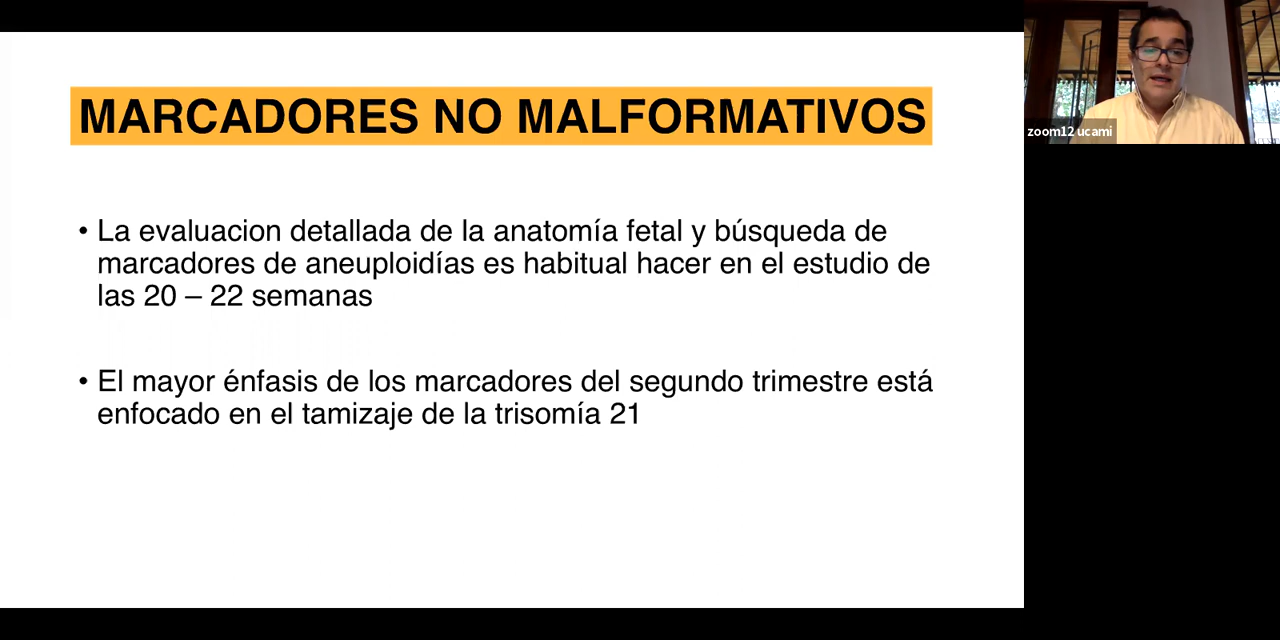 MARCADORES NO MALFORMATIVOS
• La evaluacion detallada de la anatomía fetal y búsqueda de
marcadores de aneuploidías es habitual hacer en el estudio de
las 20 – 22 semanas
• El mayor énfasis de los marcadores del segundo trimestre está
enfocado en el tamizaje de la trisomía 21
zoom12 ucami